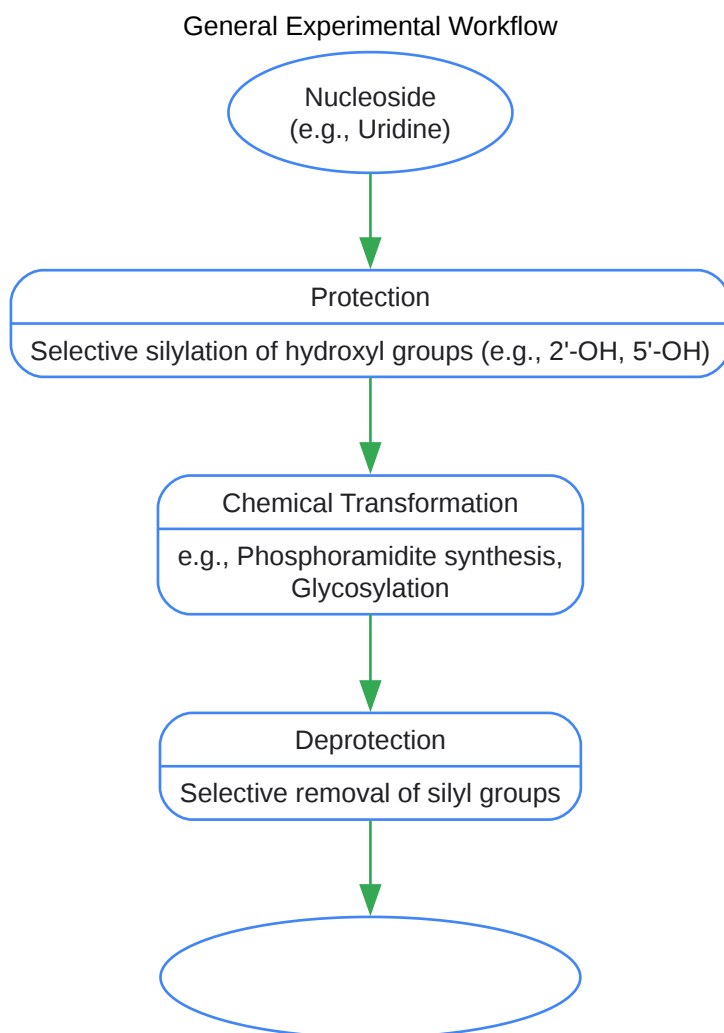 General Experimental Workflow
Nucleoside
(e.g., Uridine)
Protection
Selective silylation of hydroxyl groups (e.g., 2'-OH, 5'-OH)
Chemical Transformation
e.g., Phosphoramidite synthesis,
Glycosylation
Deprotection
Selective removal of silyl groups